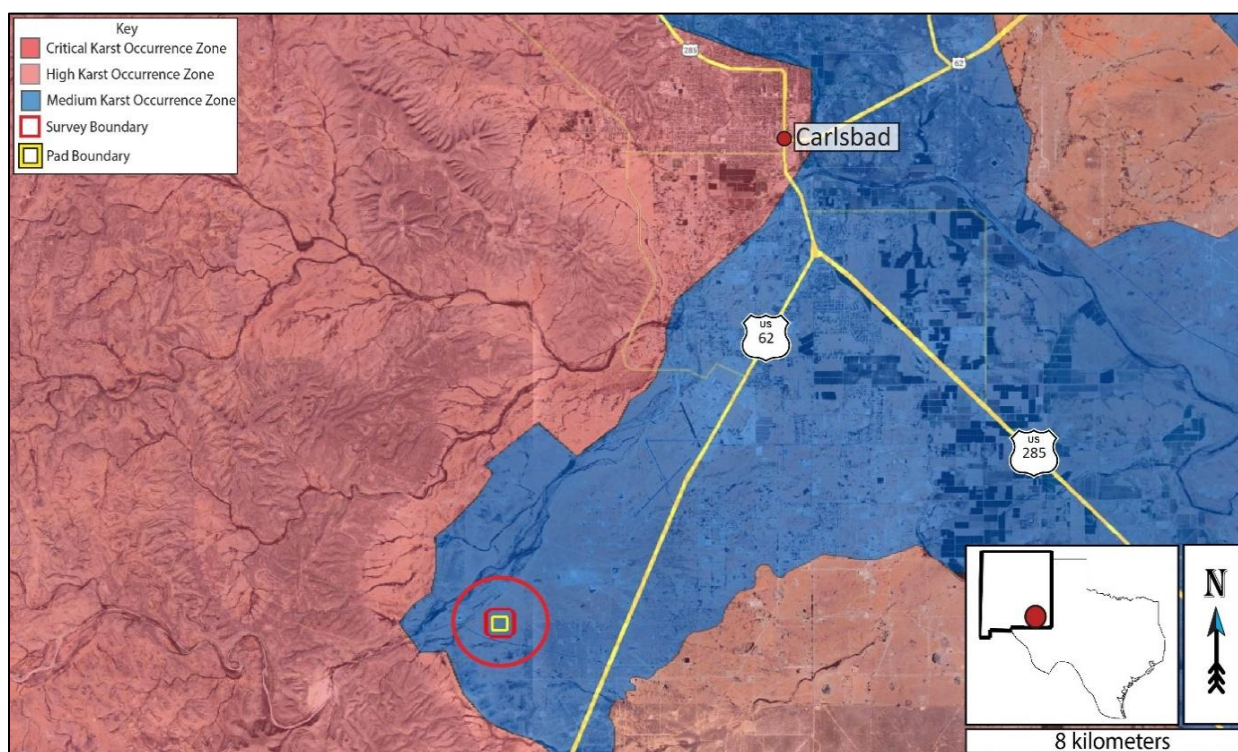 Key
Critical Karst Occurrence Zone
High Karst Occurrence Zone
Medium Karst Occurrence Zone
Survey Boundary
Pad Boundary
285
62
Carlsbad
US
62
US
285
N
8 kilometers